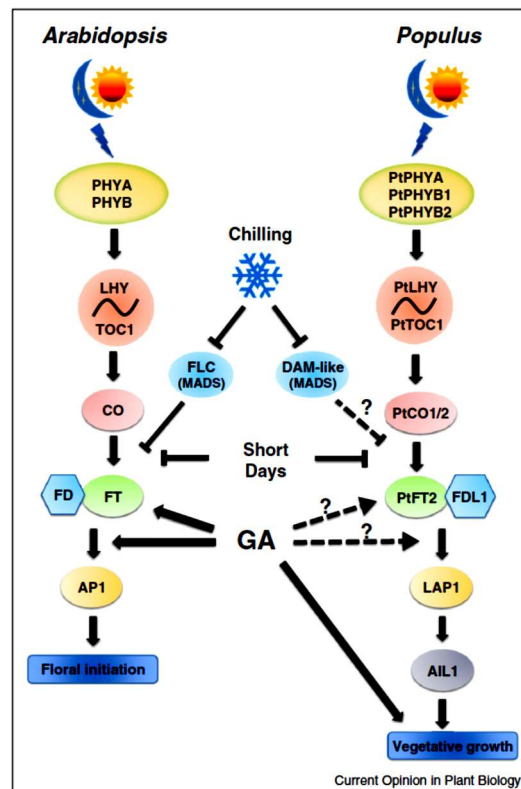 Arabidopsis
Populus
PHYA
PHYB
PtPHYA
PtPHYB1
PtPHYB2
Chilling
LHY
TOC1
PtLHY
PtTOC1
FLC
(MADS)
DAM-like
(MADS)
?
CO
PtCO1/2
Short
Days
FD
FT
PtFT2
FDL1
?
GA
?
AP1
LAP1
Floral initiation
AIL1
Vegetative growth
Current Opinion in Plant Biology